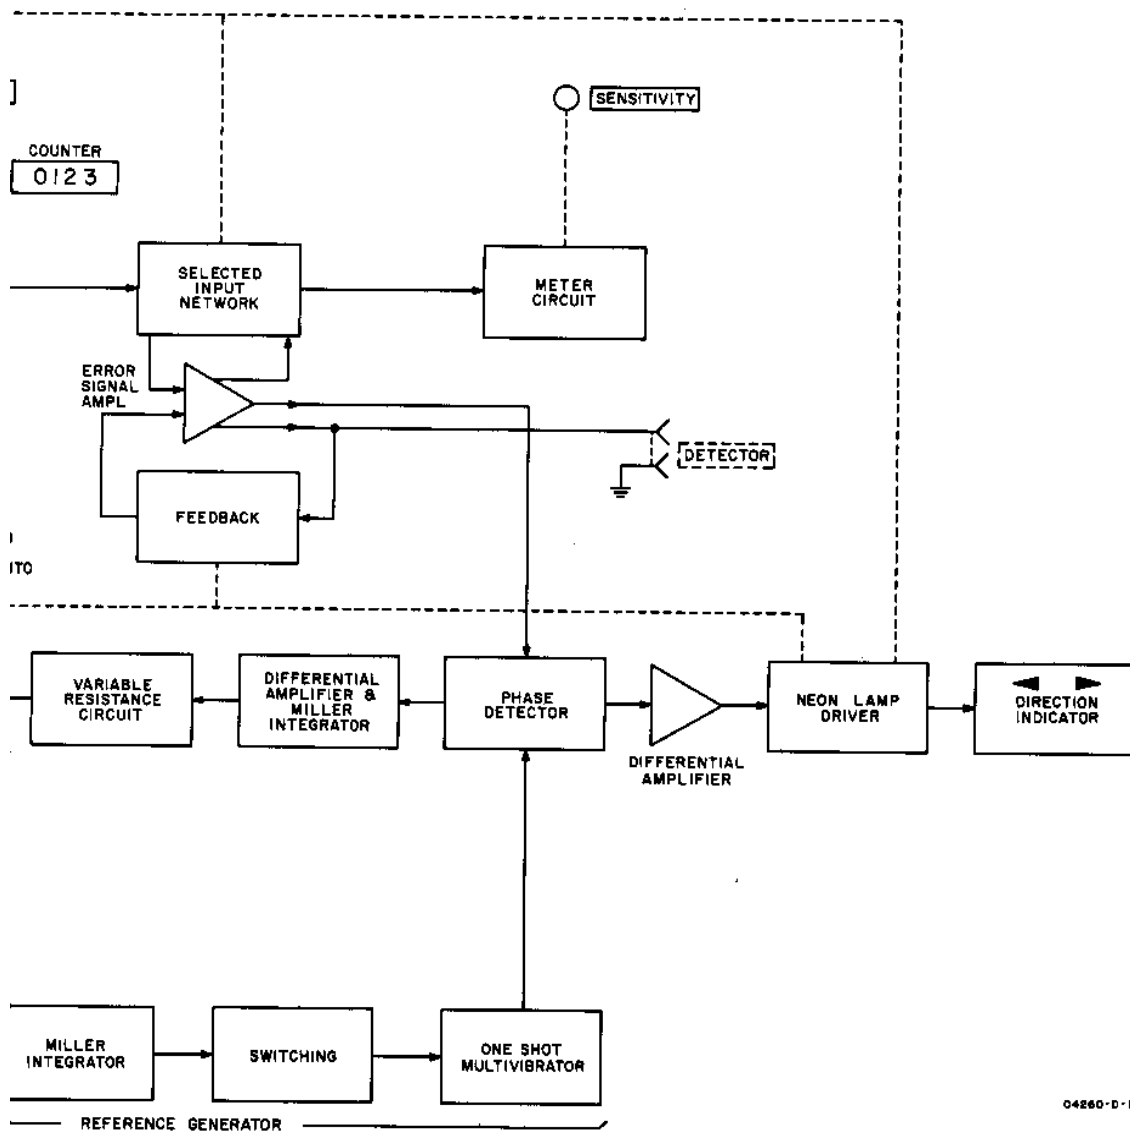 SENSITIVITY
COUNTER
0123
SELECTED
INPUT
NETWORK
METER
CIRCUIT
ERROR
SIGNAL
AMPL
DETECTOR
FEEDBACK
ITO
VARIABLE
RESISTANCE
CIRCUIT
DIFFERENTIAL
AMPLIFIER &
MILLER
INTEGRATOR
PHASE
DETECTOR
DIFFERENTIAL
AMPLIFIER
NEON LAMP
DRIVER
DIRECTION
INDICATOR
MILLER
INTEGRATOR
SWITCHING
ONE SHOT
MULTIVIBRATOR
REFERENCE GENERATOR
04260-D-